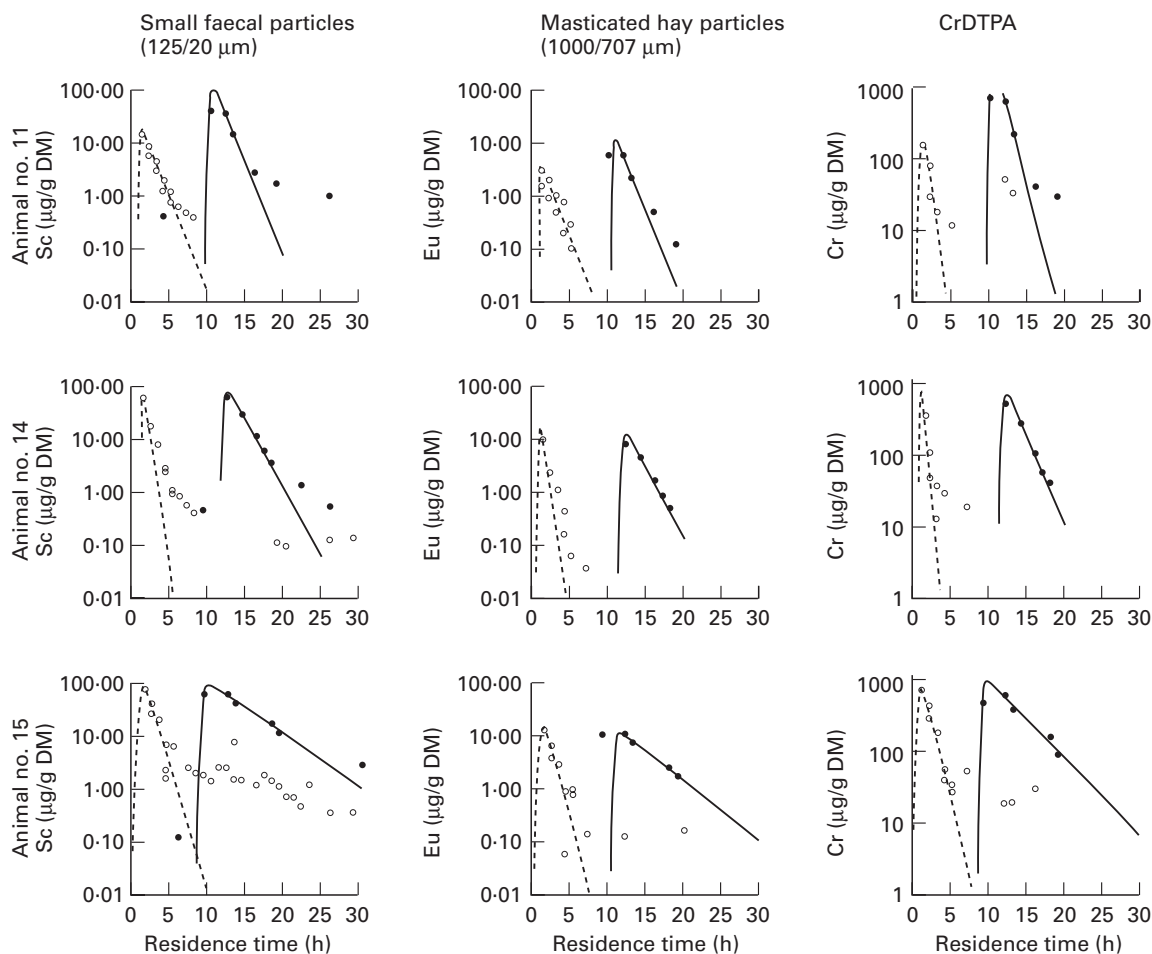 Small faecal particles
(125/20 μm)
Masticated hay particles
(1000/707 μm)
CrDTPA
Animal no. 11
Sc (μg/g DM)
100·00
10·00
1·00
0·10
0·01
0 5 10 15 20 25 30
Eu (μg/g DM)
100·00
10·00
1·00
0·10
0·01
0 5 10 15 20 25 30
Cr (μg/g DM)
1000
100
10
1
0 5 10 15 20 25 30
Animal no. 14
Sc (μg/g DM)
100·00
10·00
1·00
0·10
0·01
0 5 10 15 20 25 30
Eu (μg/g DM)
100·00
10·00
1·00
0·10
0·01
0 5 10 15 20 25 30
Cr (μg/g DM)
1000
100
10
1
0 5 10 15 20 25 30
Animal no. 15
Sc (μg/g DM)
100·00
10·00
1·00
0·10
0·01
0 5 10 15 20 25 30
Residence time (h)
Eu (μg/g DM)
100·00
10·00
1·00
0·10
0·01
0 5 10 15 20 25 30
Residence time (h)
Cr (μg/g DM)
1000
100
10
1
0 5 10 15 20 25 30
Residence time (h)